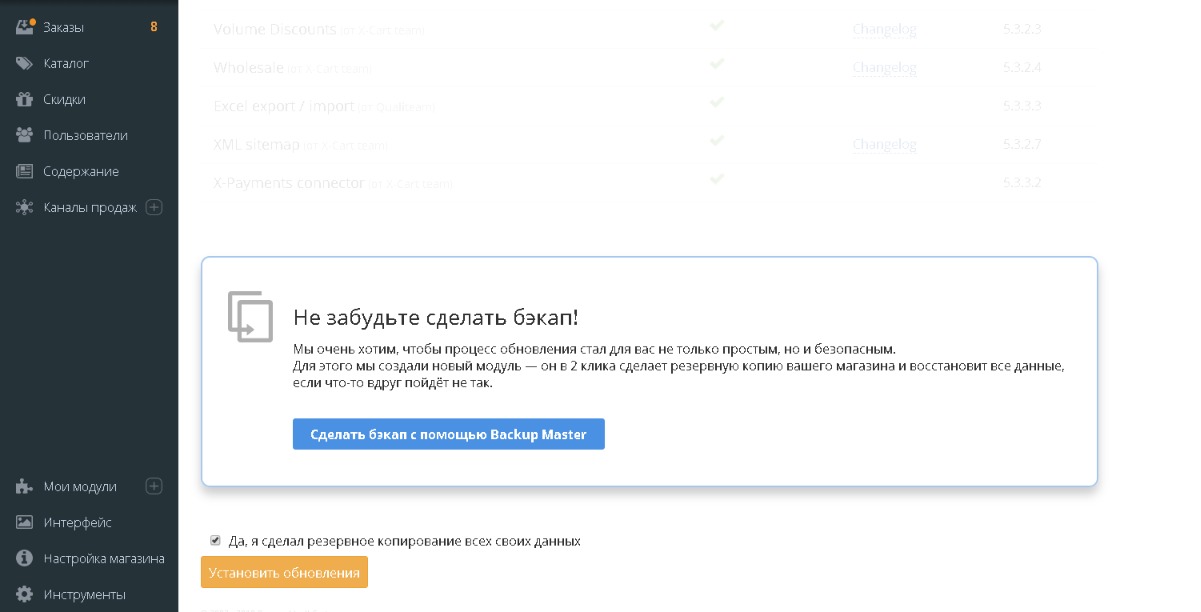 Заказы 8
Каталог
Скидки
Пользователи
Содержание
Каналы продаж
Мои модули
Интерфейс
Настройка магазина
Инструменты
Volume Discounts (от X-Cart team) Changelog 5.3.2.3
Wholesale (от X-Cart team) Changelog 5.3.2.4
Excel export / import (от Qualiteam) 5.3.3.3
XML sitemap (от X-Cart team) Changelog 5.3.2.7
X-Payments connector (от X-Cart team) 5.3.3.2
Не забудьте сделать бэкап!
Мы очень хотим, чтобы процесс обновления стал для вас не только простым, но и безопасным.
Для этого мы создали новый модуль — он в 2 клика сделает резервную копию вашего магазина и восстановит все данные,
если что-то вдруг пойдёт не так.
Сделать бэкап с помощью Backup Master
Да, я сделал резервное копирование всех своих данных
Установить обновления